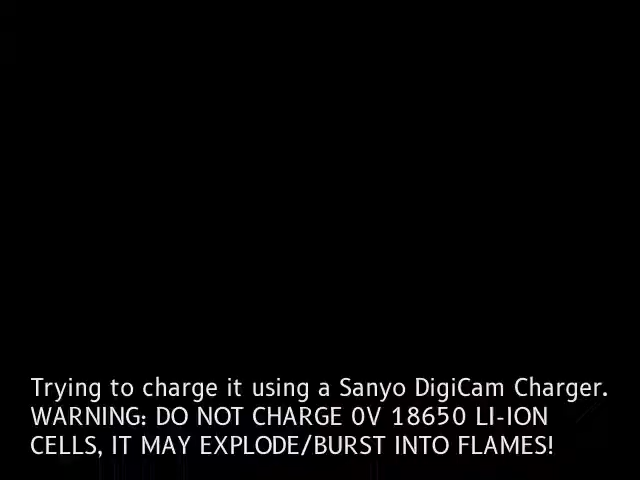 Trying to charge it using a Sanyo DigiCam Charger.
WARNING: DO NOT CHARGE 0V 18650 LI-ION
CELLS, IT MAY EXPLODE/BURST INTO FLAMES!